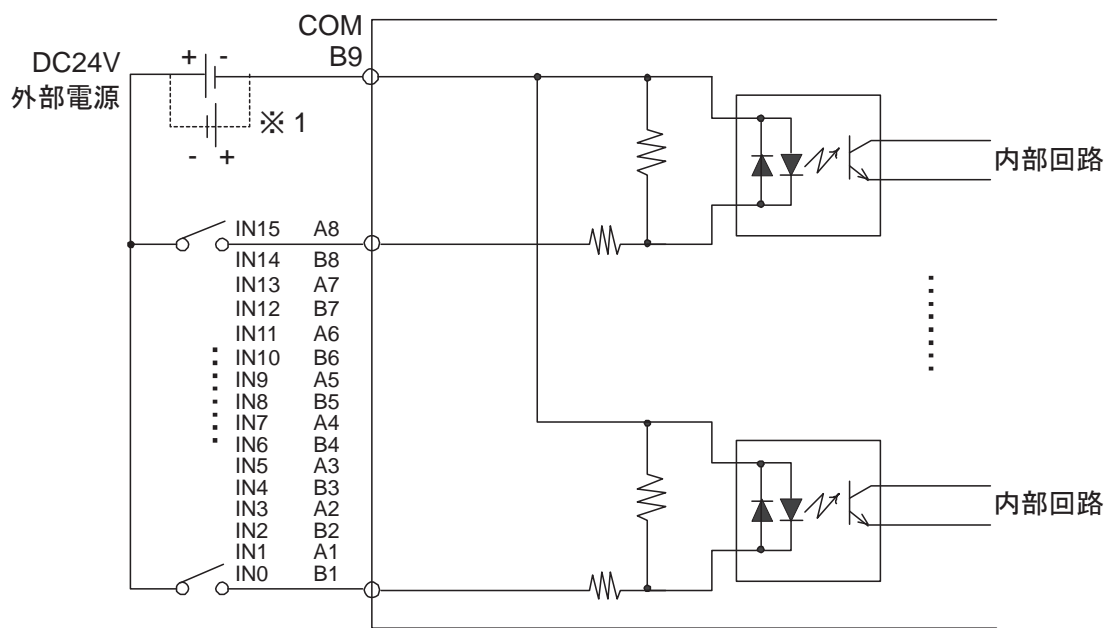 COM
B9
DC24V
外部電源
+ -
※ 1
- +
IN15 A8
IN14 B8
IN13 A7
IN12 B7
IN11 A6
IN10 B6
IN9 A5
IN8 B5
IN7 A4
IN6 B4
IN5 A3
IN4 B3
IN3 A2
IN2 B2
IN1 A1
IN0 B1
内部回路
内部回路